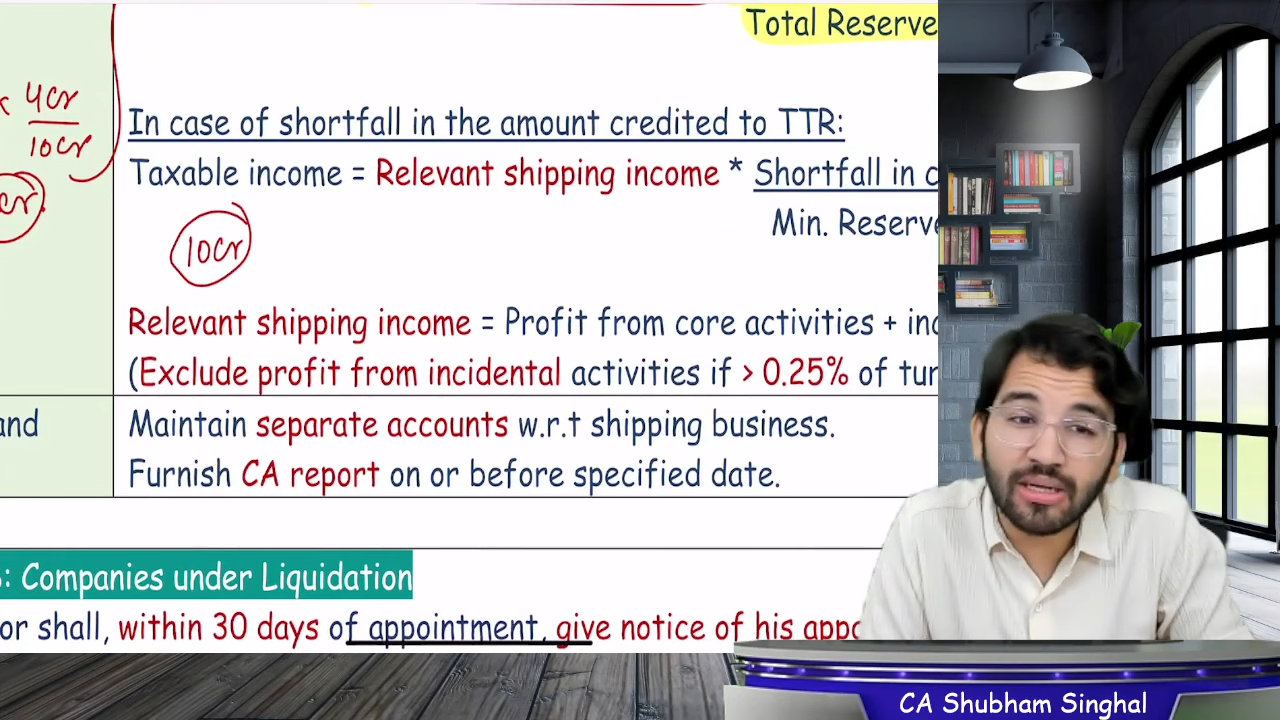 Total Reserve
4cr
10cr
In case of shortfall in the amount credited to TTR:
Taxable income = Relevant shipping income * Shortfall in c
Min. Reserve
10cr
Relevant shipping income = Profit from core activities + inc
(Exclude profit from incidental activities if > 0.25% of tur
and
Maintain separate accounts w.r.t shipping business.
Furnish CA report on or before specified date.
: Companies under Liquidation
or shall, within 30 days of appointment, give notice of his appo
CA Shubham Singhal